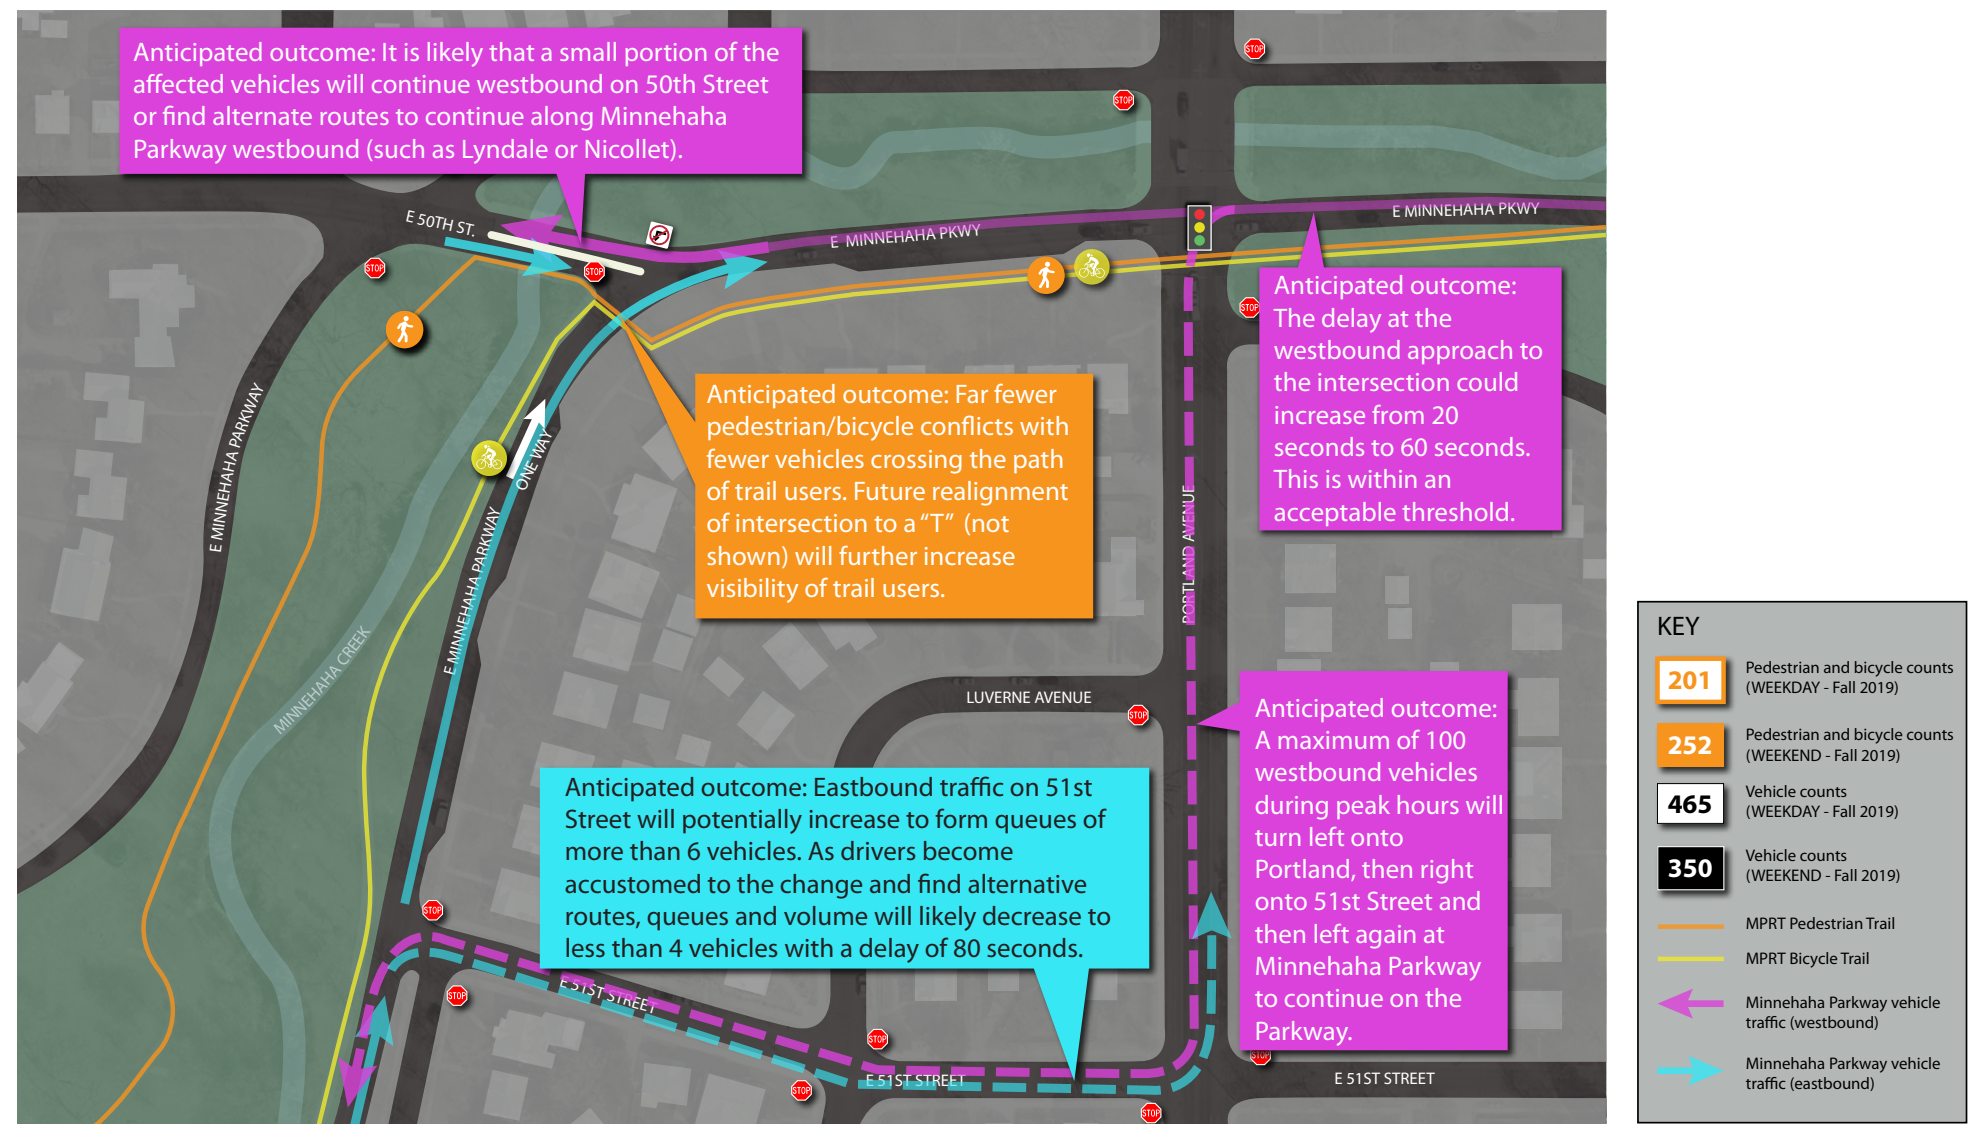 Anticipated outcome: It is likely that a small portion of the
affected vehicles will continue westbound on 50th Street
or find alternate routes to continue along Minnehaha
Parkway westbound (such as Lyndale or Nicollet).
STOP
STOP
E 50TH ST.
STOP
STOP
E MINNEHAHA PKWY
E MINNEHAHA PKWY
STOP
Anticipated outcome:
The delay at the
westbound approach to
the intersection could
increase from 20
seconds to 60 seconds.
This is within an
acceptable threshold.
Anticipated outcome: Far fewer
pedestrian/bicycle conflicts with
fewer vehicles crossing the path
of trail users. Future realignment
of intersection to a “T” (not
shown) will further increase
visibility of trail users.
E MINNEHAHA PARKWAY
ONE WAY
E MINNEHAHA PARKWAY
MINNEHAHA CREEK
PORTLAND AVENUE
LUVERNE AVENUE
STOP
Anticipated outcome:
A maximum of 100
westbound vehicles
during peak hours will
turn left onto
Portland, then right
onto 51st Street and
then left again at
Minnehaha Parkway
to continue on the
Parkway.
Anticipated outcome: Eastbound traffic on 51st
Street will potentially increase to form queues of
more than 6 vehicles. As drivers become
accustomed to the change and find alternative
routes, queues and volume will likely decrease to
less than 4 vehicles with a delay of 80 seconds.
STOP
STOP
E 51ST STREET
STOP
STOP
E 51ST STREET
STOP
E 51ST STREET
STOP
KEY
201
Pedestrian and bicycle counts
(WEEKDAY - Fall 2019)
252
Pedestrian and bicycle counts
(WEEKEND - Fall 2019)
465
Vehicle counts
(WEEKDAY - Fall 2019)
350
Vehicle counts
(WEEKEND - Fall 2019)
MPRT Pedestrian Trail
MPRT Bicycle Trail
Minnehaha Parkway vehicle
traffic (westbound)
Minnehaha Parkway vehicle
traffic (eastbound)